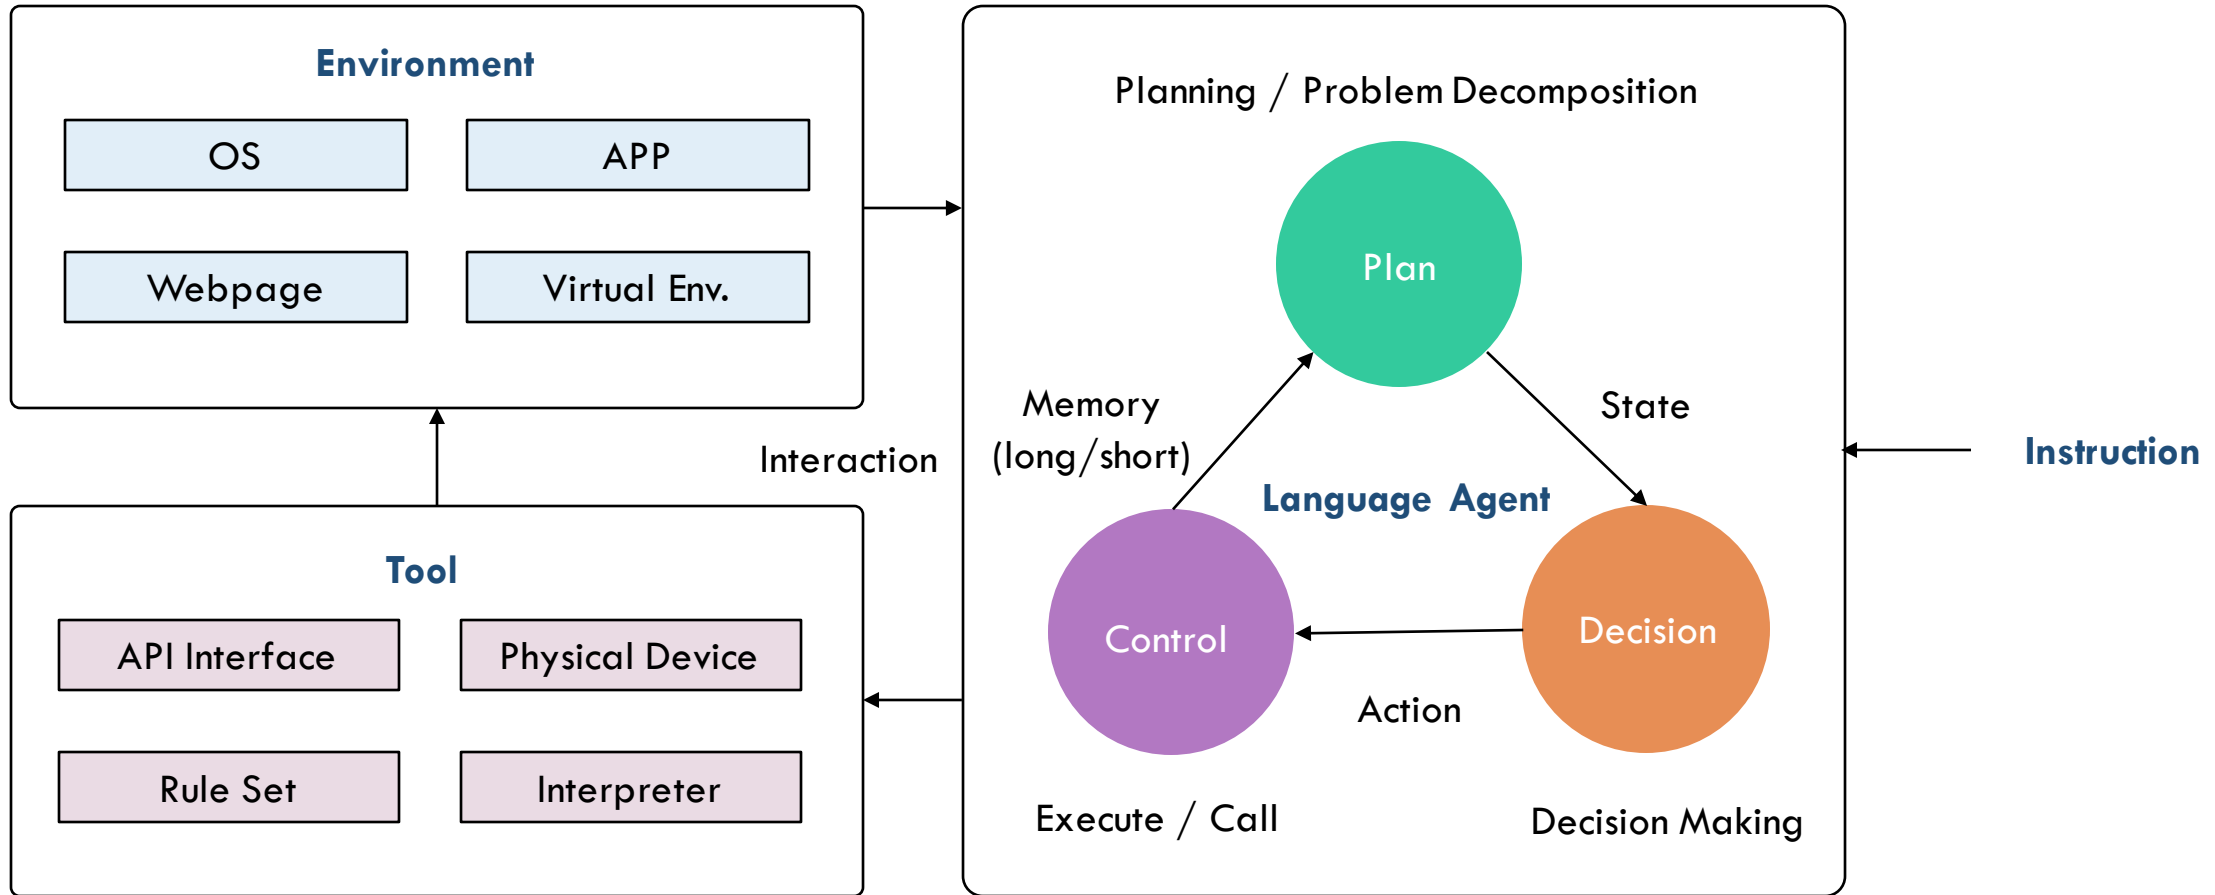 Environment
OS
APP
Webpage
Virtual Env.
Interaction
Tool
API Interface
Physical Device
Rule Set
Interpreter
Planning / Problem Decomposition
Plan
Memory
(long/short)
State
Language Agent
Control
Decision
Action
Execute / Call
Decision Making
Instruction